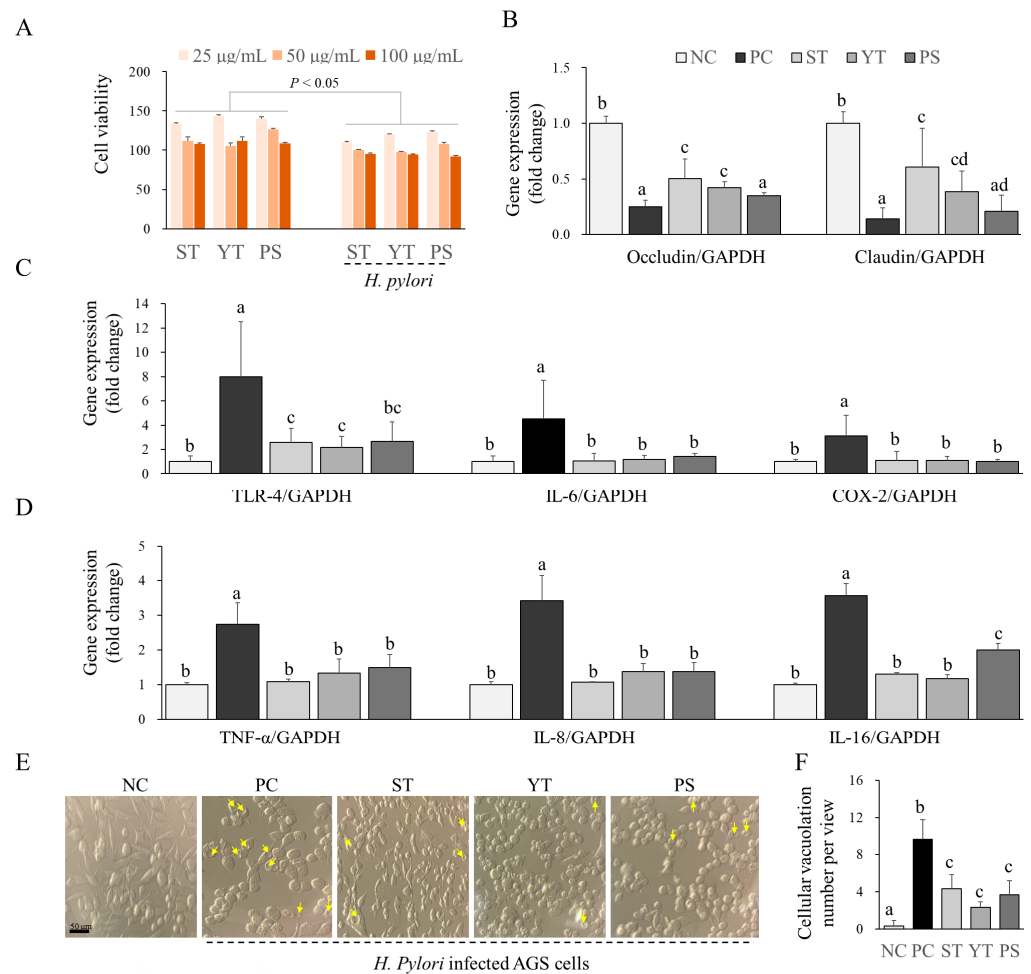 A
25 μg/mL 50 μg/mL 100 μg/mL
Cell viability
200
150
100
50
0
P < 0.05
ST YT PS
ST YT PS
H. pylori
B
NC PC ST YT PS
Gene expression
(fold change)
1.0
0.5
0.0
b a c c a
b a c cd ad
Occludin/GAPDH Claudin/GAPDH
C
Gene expression
(fold change)
14
12
10
8
6
4
2
0
b a c c bc
b a b b b
b a b b b
TLR-4/GAPDH IL-6/GAPDH COX-2/GAPDH
D
Gene expression
(fold change)
5
4
3
2
1
0
b a b b b
b a b b b
b a b b c
TNF-α/GAPDH IL-8/GAPDH IL-16/GAPDH
E
NC PC ST YT PS
50 μm
H. Pylori infected AGS cells
F
Cellular vacuolation
number per view
16
12
8
4
0
a b c c c
NC PC ST YT PS